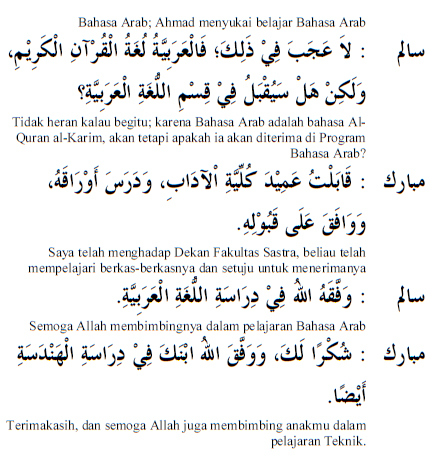 Bahasa Arab; Ahmad menyukai belajar Bahasa Arab
سالم : لاَ عَجَبَ فِيْ ذَلِكَ؛ فَالْعَرَبِيَّةُ لُغَةُ الْقُرْآنِ الْكَرِيْمِ،
وَلَكِنْ هَلْ سَيُقْبَلُ فِيْ قِسْمِ اللُّغَةِ الْعَرَبِيَّةِ؟
Tidak heran kalau begitu; karena Bahasa Arab adalah bahasa Al-
Quran al-Karim, akan tetapi apakah ia akan diterima di Program
Bahasa Arab?
مبارك : قَابَلْتُ عَمِيْدَ كُلِّيَّةِ الْآدَابِ، وَدَرَسَ أَوْرَاقَهُ،
وَوَافَقَ عَلَى قَبُوْلِهِ.
Saya telah menghadap Dekan Fakultas Sastra, beliau telah
mempelajari berkas-berkasnya dan setuju untuk menerimanya
سالم : وَفَّقَهُ اللهُ فِيْ دِرَاسَةِ اللُّغَةِ الْعَرَبِيَّةِ.
Semoga Allah membimbingnya dalam pelajaran Bahasa Arab
مبارك : شُكْرًا لَكَ، وَوَفَّقَ اللهُ ابْنَكَ فِيْ دِرَاسَةِ الْهَنْدَسَةِ
أَيْضًا.
Terimakasih, dan semoga Allah juga membimbing anakmu dalam
pelajaran Teknik.